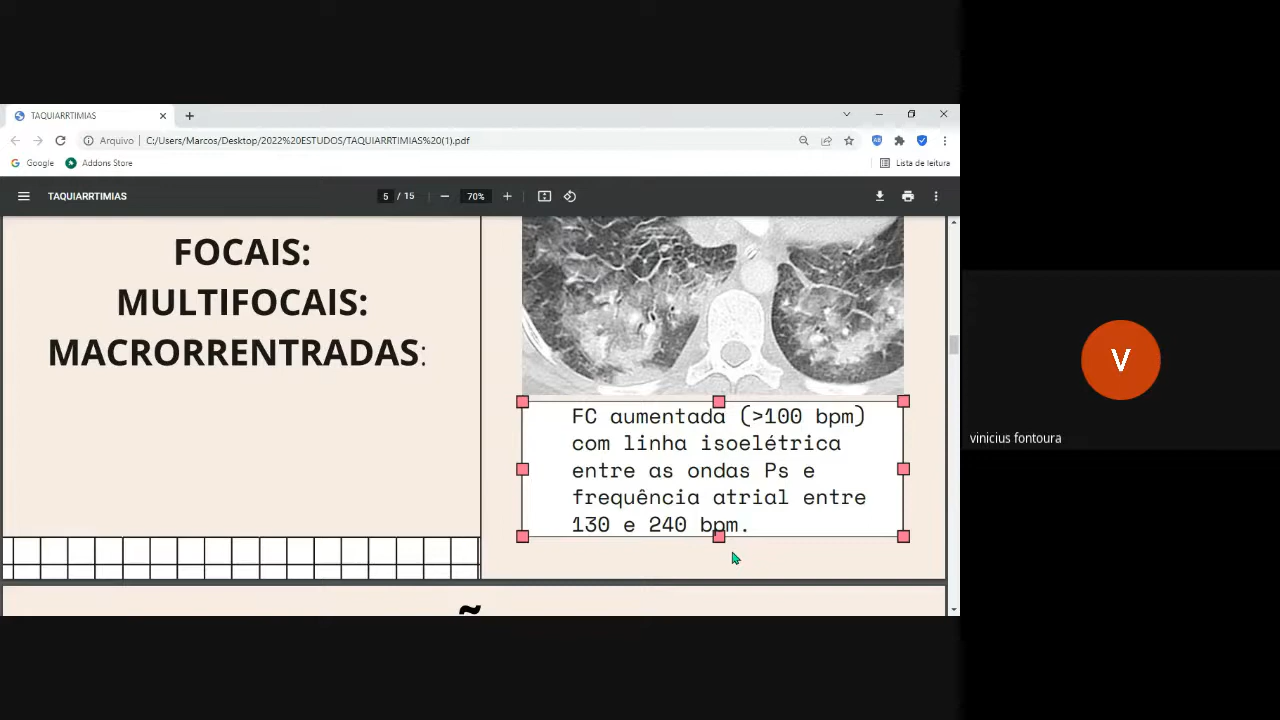 TAQUIARRTIMIAS
Arquivo
C:/Users/Marcos/Desktop/2022%20ESTUDOS/TAQUIARRTIMIAS%20(1).pdf
Google
Addons Store
Lista de leitura
TAQUIARRTIMIAS
5 / 15
70%
FOCAIS:
MULTIFOCAIS:
MACRORRENTRADAS:
FC aumentada (>100 bpm)
com linha isoelétrica
entre as ondas Ps e
frequência atrial entre
130 e 240 bpm.
V
vinicius fontoura